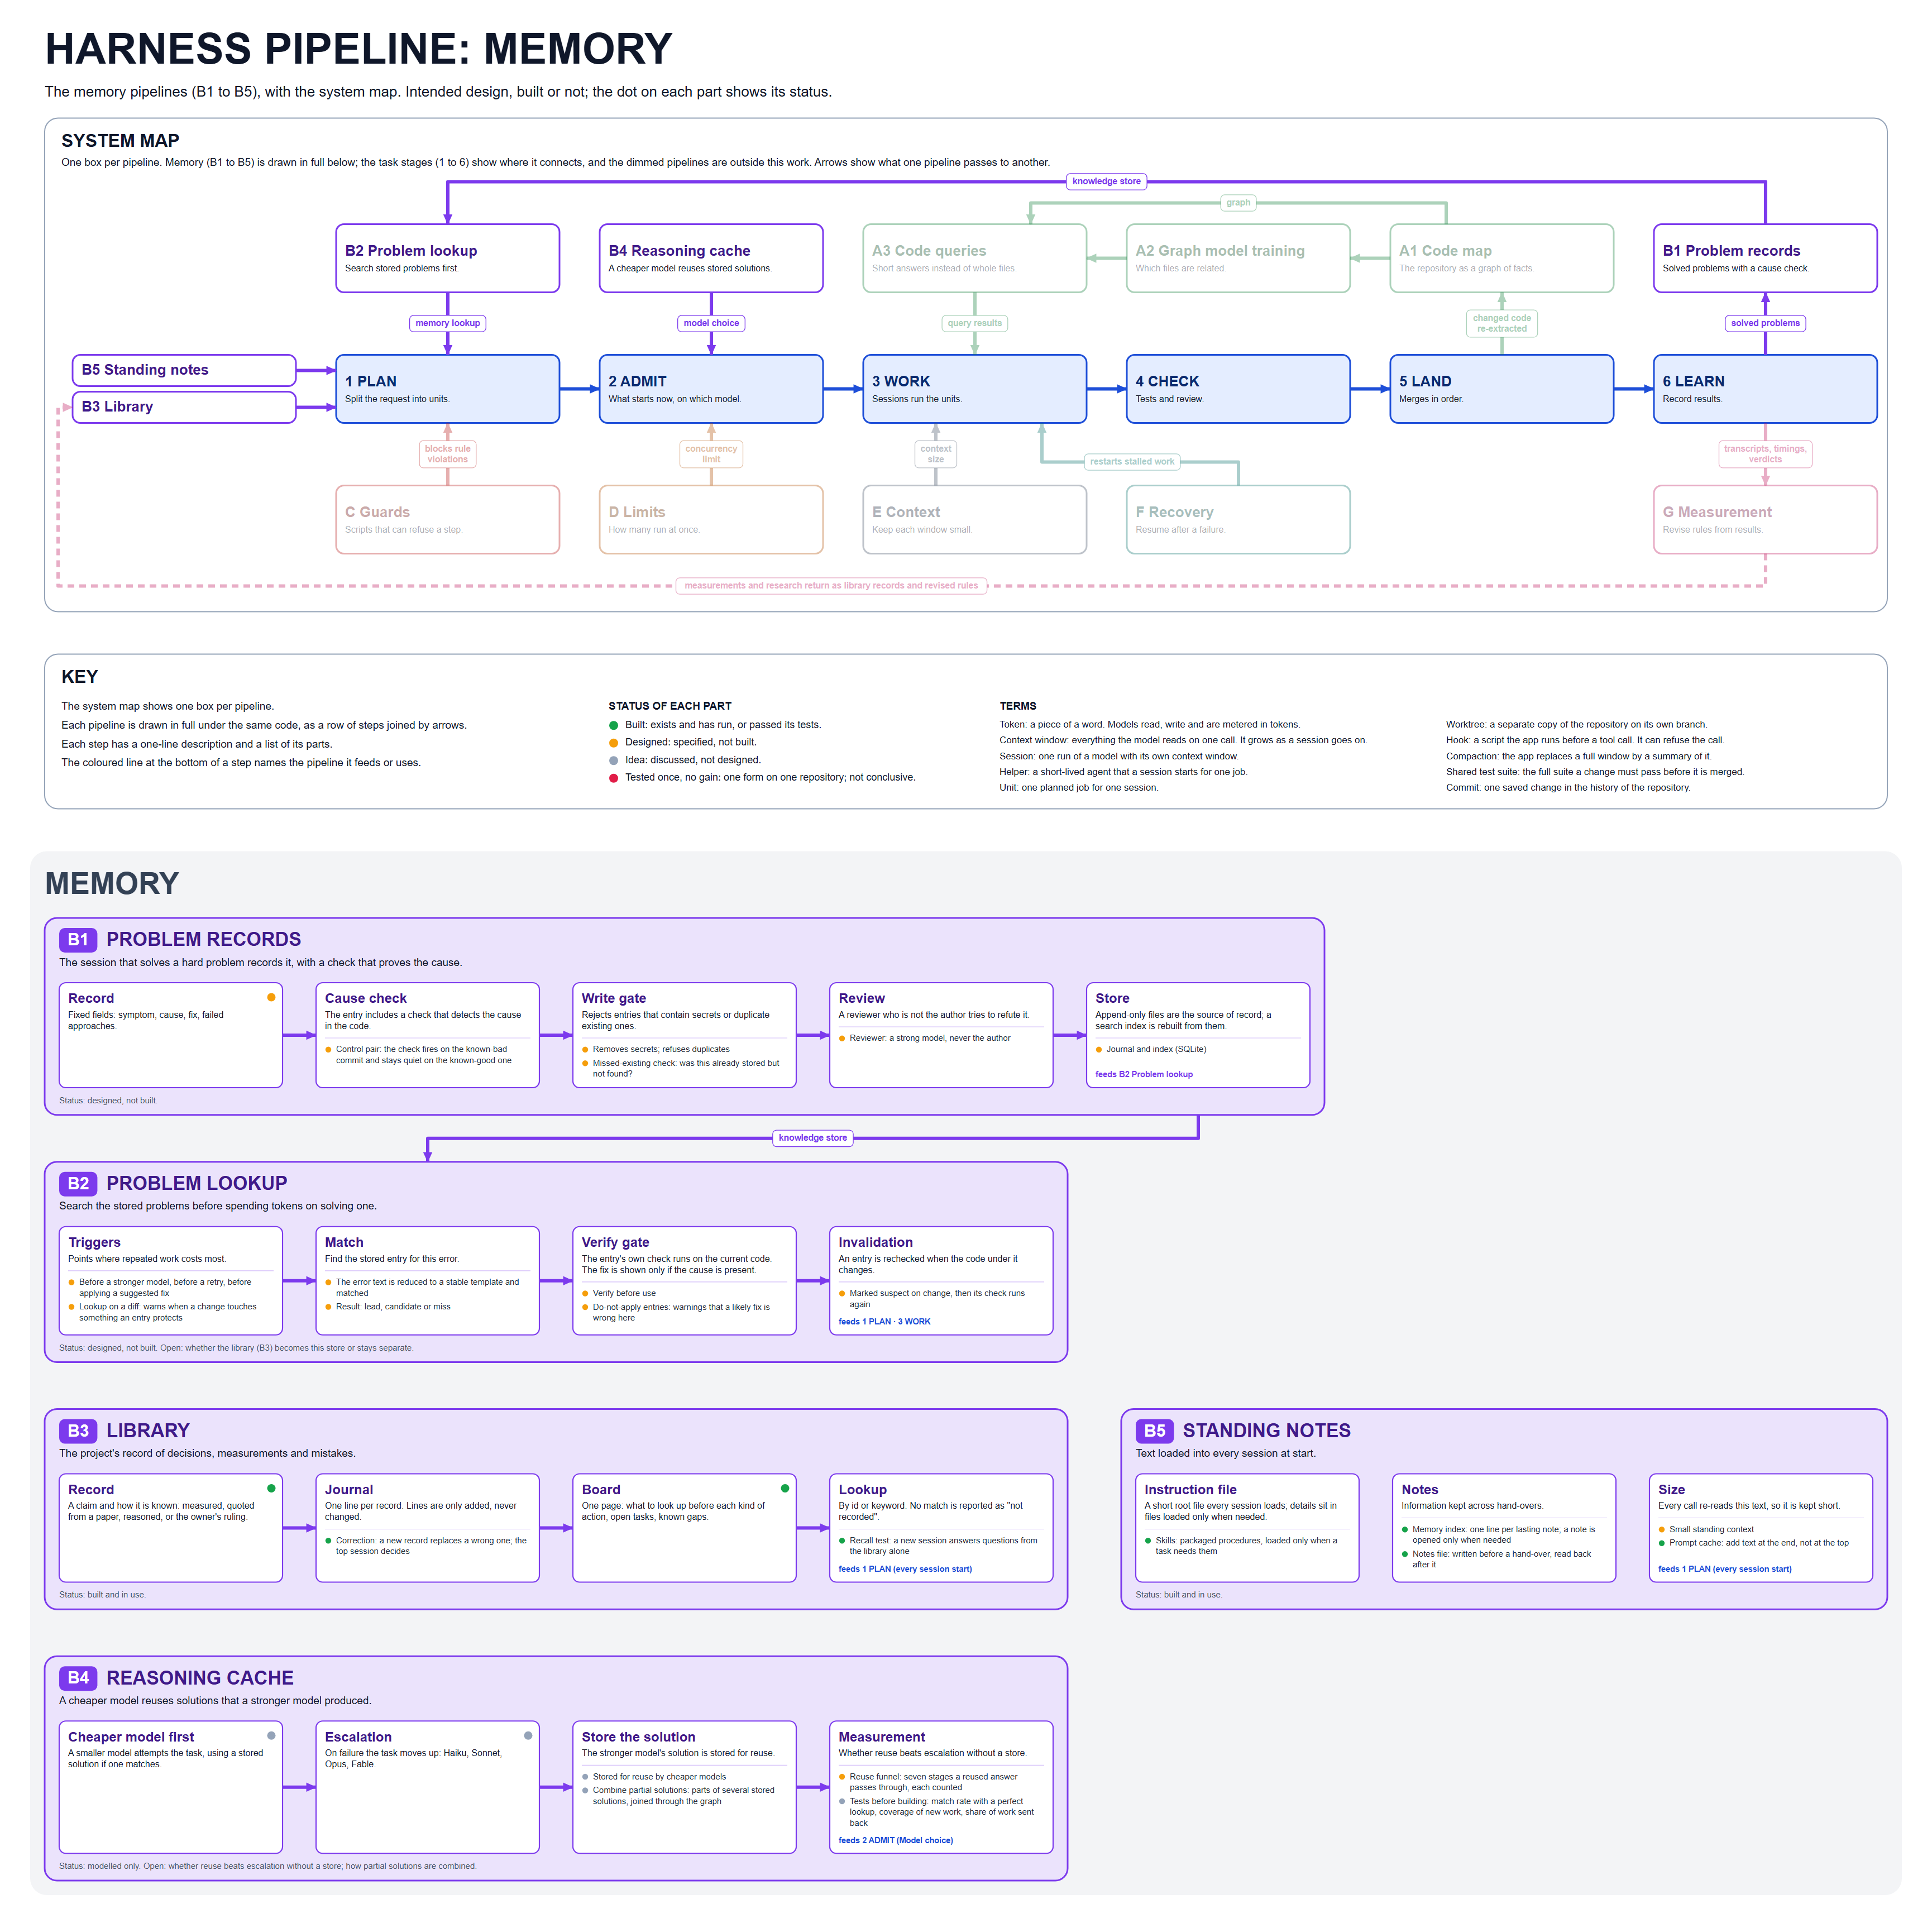 HARNESS PIPELINE: MEMORY
The memory pipelines (B1 to B5), with the system map. Intended design, built or not; the dot on each part shows its status.
SYSTEM MAP
One box per pipeline. Memory (B1 to B5) is drawn in full below; the task stages (1 to 6) show where it connects, and the dimmed pipelines are outside this work. Arrows show what one pipeline passes to another.
knowledge store
graph
B2 Problem lookup
Search stored problems first.
B4 Reasoning cache
A cheaper model reuses stored solutions.
A3 Code queries
Short answers instead of whole files.
A2 Graph model training
Which files are related.
A1 Code map
The repository as a graph of facts.
B1 Problem records
Solved problems with a cause check.
memory lookup
model choice
query results
changed code
re-extracted
solved problems
B5 Standing notes
B3 Library
1 PLAN
Split the request into units.
2 ADMIT
What starts now, on which model.
3 WORK
Sessions run the units.
4 CHECK
Tests and review.
5 LAND
Merges in order.
6 LEARN
Record results.
blocks rule
violations
concurrency
limit
context
size
restarts stalled work
transcripts, timings,
verdicts
C Guards
Scripts that can refuse a step.
D Limits
How many run at once.
E Context
Keep each window small.
F Recovery
Resume after a failure.
G Measurement
Revise rules from results.
measurements and research return as library records and revised rules
KEY
The system map shows one box per pipeline.
Each pipeline is drawn in full under the same code, as a row of steps joined by arrows.
Each step has a one-line description and a list of its parts.
The coloured line at the bottom of a step names the pipeline it feeds or uses.
STATUS OF EACH PART
Built: exists and has run, or passed its tests.
Designed: specified, not built.
Idea: discussed, not designed.
Tested once, no gain: one form on one repository; not conclusive.
TERMS
Token: a piece of a word. Models read, write and are metered in tokens.
Context window: everything the model reads on one call. It grows as a session goes on.
Session: one run of a model with its own context window.
Helper: a short-lived agent that a session starts for one job.
Unit: one planned job for one session.
Worktree: a separate copy of the repository on its own branch.
Hook: a script the app runs before a tool call. It can refuse the call.
Compaction: the app replaces a full window by a summary of it.
Shared test suite: the full suite a change must pass before it is merged.
Commit: one saved change in the history of the repository.
MEMORY
B1 PROBLEM RECORDS
The session that solves a hard problem records it, with a check that proves the cause.
Record
Fixed fields: symptom, cause, fix, failed
approaches.
Cause check
The entry includes a check that detects the cause
in the code.
Control pair: the check fires on the known-bad
commit and stays quiet on the known-good one
Write gate
Rejects entries that contain secrets or duplicate
existing ones.
Removes secrets; refuses duplicates
Missed-existing check: was this already stored but
not found?
Review
A reviewer who is not the author tries to refute it.
Reviewer: a strong model, never the author
Store
Append-only files are the source of record; a
search index is rebuilt from them.
Journal and index (SQLite)
feeds B2 Problem lookup
Status: designed, not built.
knowledge store
B2 PROBLEM LOOKUP
Search the stored problems before spending tokens on solving one.
Triggers
Points where repeated work costs most.
Before a stronger model, before a retry, before
applying a suggested fix
Lookup on a diff: warns when a change touches
something an entry protects
Match
Find the stored entry for this error.
The error text is reduced to a stable template and
matched
Result: lead, candidate or miss
Verify gate
The entry's own check runs on the current code.
The fix is shown only if the cause is present.
Verify before use
Do-not-apply entries: warnings that a likely fix is
wrong here
Invalidation
An entry is rechecked when the code under it
changes.
Marked suspect on change, then its check runs
again
feeds 1 PLAN · 3 WORK
Status: designed, not built. Open: whether the library (B3) becomes this store or stays separate.
B3 LIBRARY
The project's record of decisions, measurements and mistakes.
Record
A claim and how it is known: measured, quoted
from a paper, reasoned, or the owner's ruling.
Journal
One line per record. Lines are only added, never
changed.
Correction: a new record replaces a wrong one; the
top session decides
Board
One page: what to look up before each kind of
action, open tasks, known gaps.
Lookup
By id or keyword. No match is reported as "not
recorded".
Recall test: a new session answers questions from
the library alone
feeds 1 PLAN (every session start)
Status: built and in use.
B5 STANDING NOTES
Text loaded into every session at start.
Instruction file
A short root file every session loads; details sit in
files loaded only when needed.
Skills: packaged procedures, loaded only when a
task needs them
Notes
Information kept across hand-overs.
Memory index: one line per lasting note; a note is
opened only when needed
Notes file: written before a hand-over, read back
after it
Size
Every call re-reads this text, so it is kept short.
Small standing context
Prompt cache: add text at the end, not at the top
feeds 1 PLAN (every session start)
Status: built and in use.
B4 REASONING CACHE
A cheaper model reuses solutions that a stronger model produced.
Cheaper model first
A smaller model attempts the task, using a stored
solution if one matches.
Escalation
On failure the task moves up: Haiku, Sonnet,
Opus, Fable.
Store the solution
The stronger model's solution is stored for reuse.
Stored for reuse by cheaper models
Combine partial solutions: parts of several stored
solutions, joined through the graph
Measurement
Whether reuse beats escalation without a store.
Reuse funnel: seven stages a reused answer
passes through, each counted
Tests before building: match rate with a perfect
lookup, coverage of new work, share of work sent
back
feeds 2 ADMIT (Model choice)
Status: modelled only. Open: whether reuse beats escalation without a store; how partial solutions are combined.